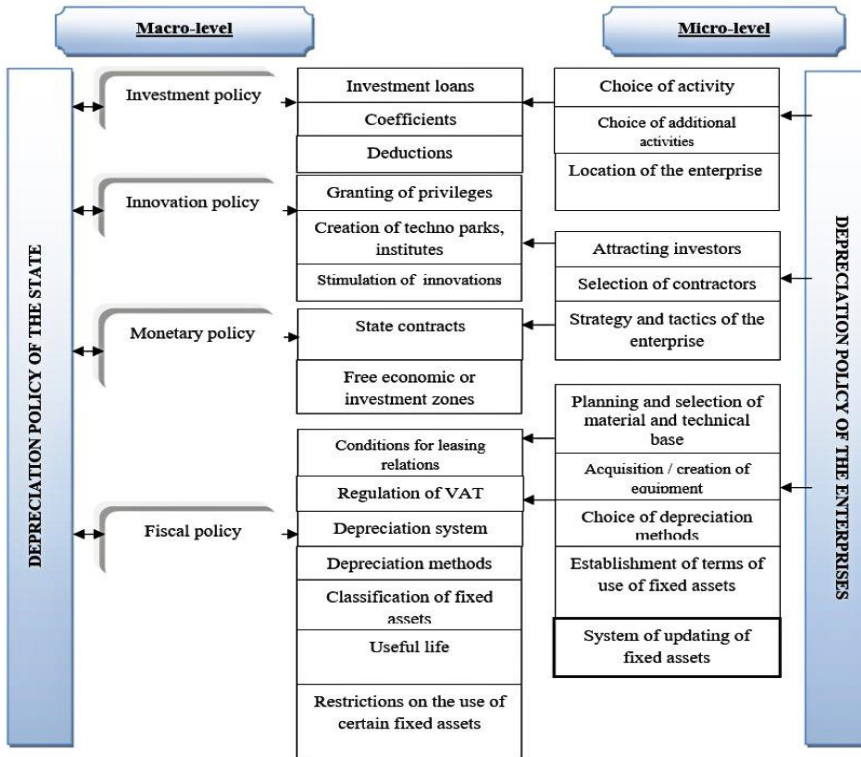 Macro-level
Micro-level
DEPRECIATION POLICY OF THE STATE
Investment policy
Innovation policy
Monetary policy
Fiscal policy
Investment loans
Coefficients
Deductions
Granting of privileges
Creation of techno parks,
institutes
Stimulation of innovations
State contracts
Free economic or
investment zones
Conditions for leasing
relations
Regulation of VAT
Depreciation system
Depreciation methods
Classification of fixed
assets
Useful life
Restrictions on the use of
certain fixed assets
Choice of activity
Choice of additional
activities
Location of the enterprise
Attracting investors
Selection of contractors
Strategy and tactics of the
enterprise
Planning and selection of
material and technical
base
Acquisition / creation of
equipment
Choice of depreciation
methods
Establishment of terms of
use of fixed assets
System of updating of
fixed assets
DEPRECIATION POLICY OF THE ENTERPRISES